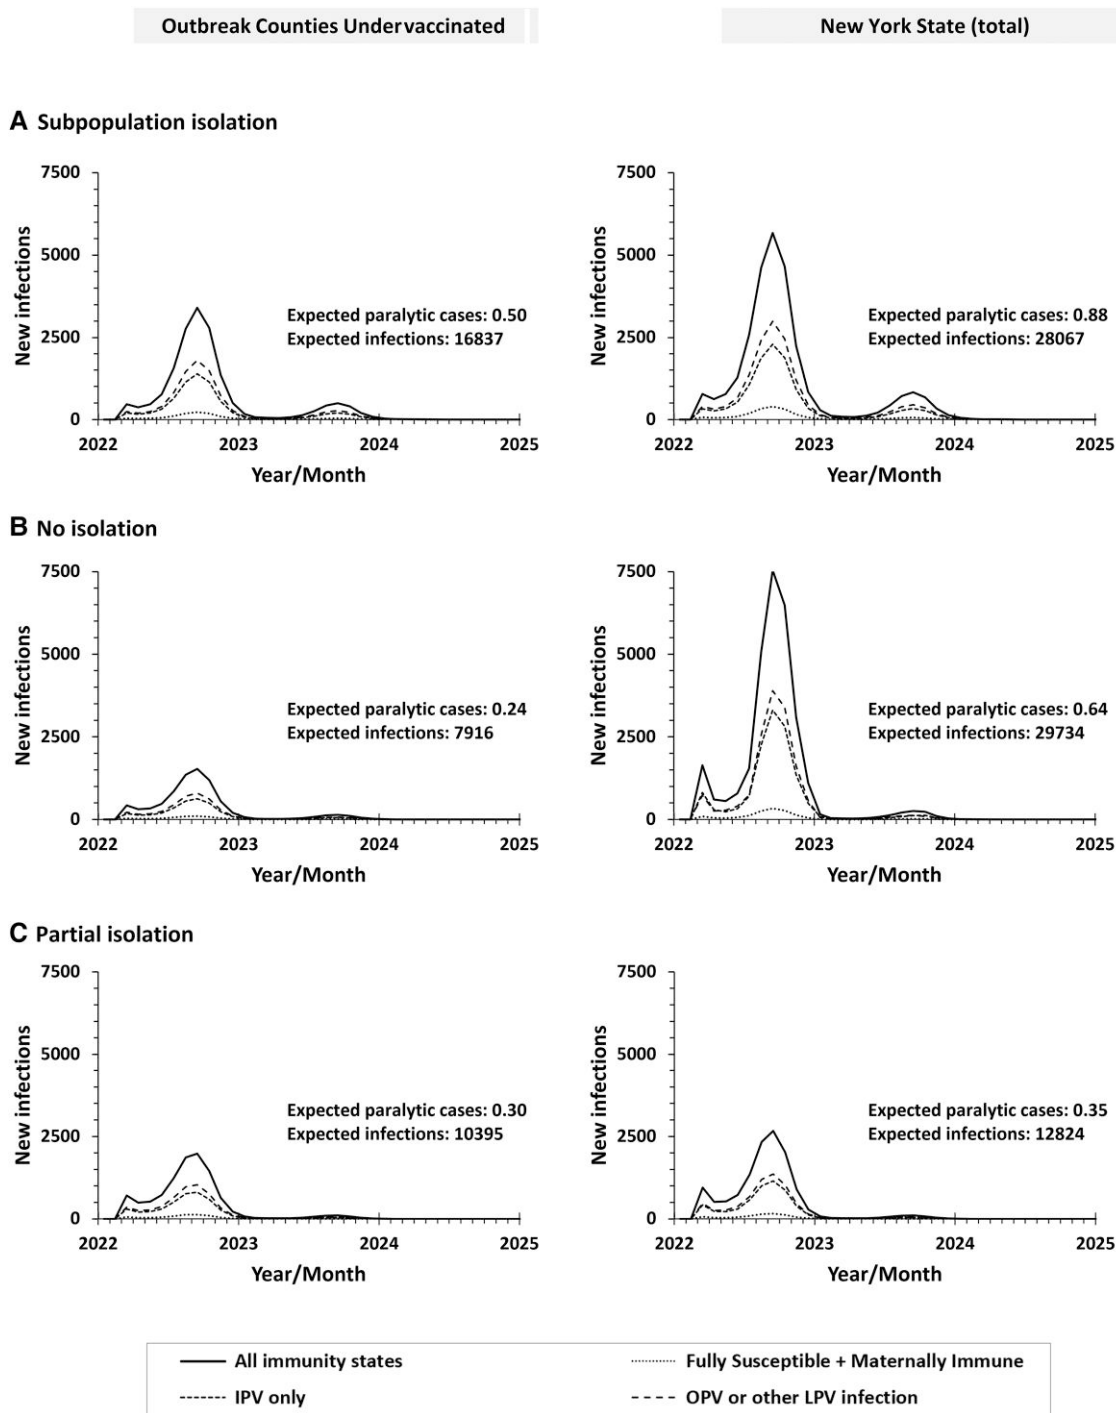 Outbreak Counties Undervaccinated
New York State (total)
A Subpopulation isolation
7500
5000
2500
0
New infections
Expected paralytic cases: 0.50
Expected infections: 16837
2022
2023
2024
2025
Year/Month
7500
5000
2500
0
New infections
Expected paralytic cases: 0.88
Expected infections: 28067
2022
2023
2024
2025
Year/Month
B No isolation
7500
5000
2500
0
New infections
Expected paralytic cases: 0.24
Expected infections: 7916
2022
2023
2024
2025
Year/Month
7500
5000
2500
0
New infections
Expected paralytic cases: 0.64
Expected infections: 29734
2022
2023
2024
2025
Year/Month
C Partial isolation
7500
5000
2500
0
New infections
Expected paralytic cases: 0.30
Expected infections: 10395
2022
2023
2024
2025
Year/Month
7500
5000
2500
0
New infections
Expected paralytic cases: 0.35
Expected infections: 12824
2022
2023
2024
2025
Year/Month
All immunity states
Fully Susceptible + Maternally Immune
IPV only
OPV or other LPV infection